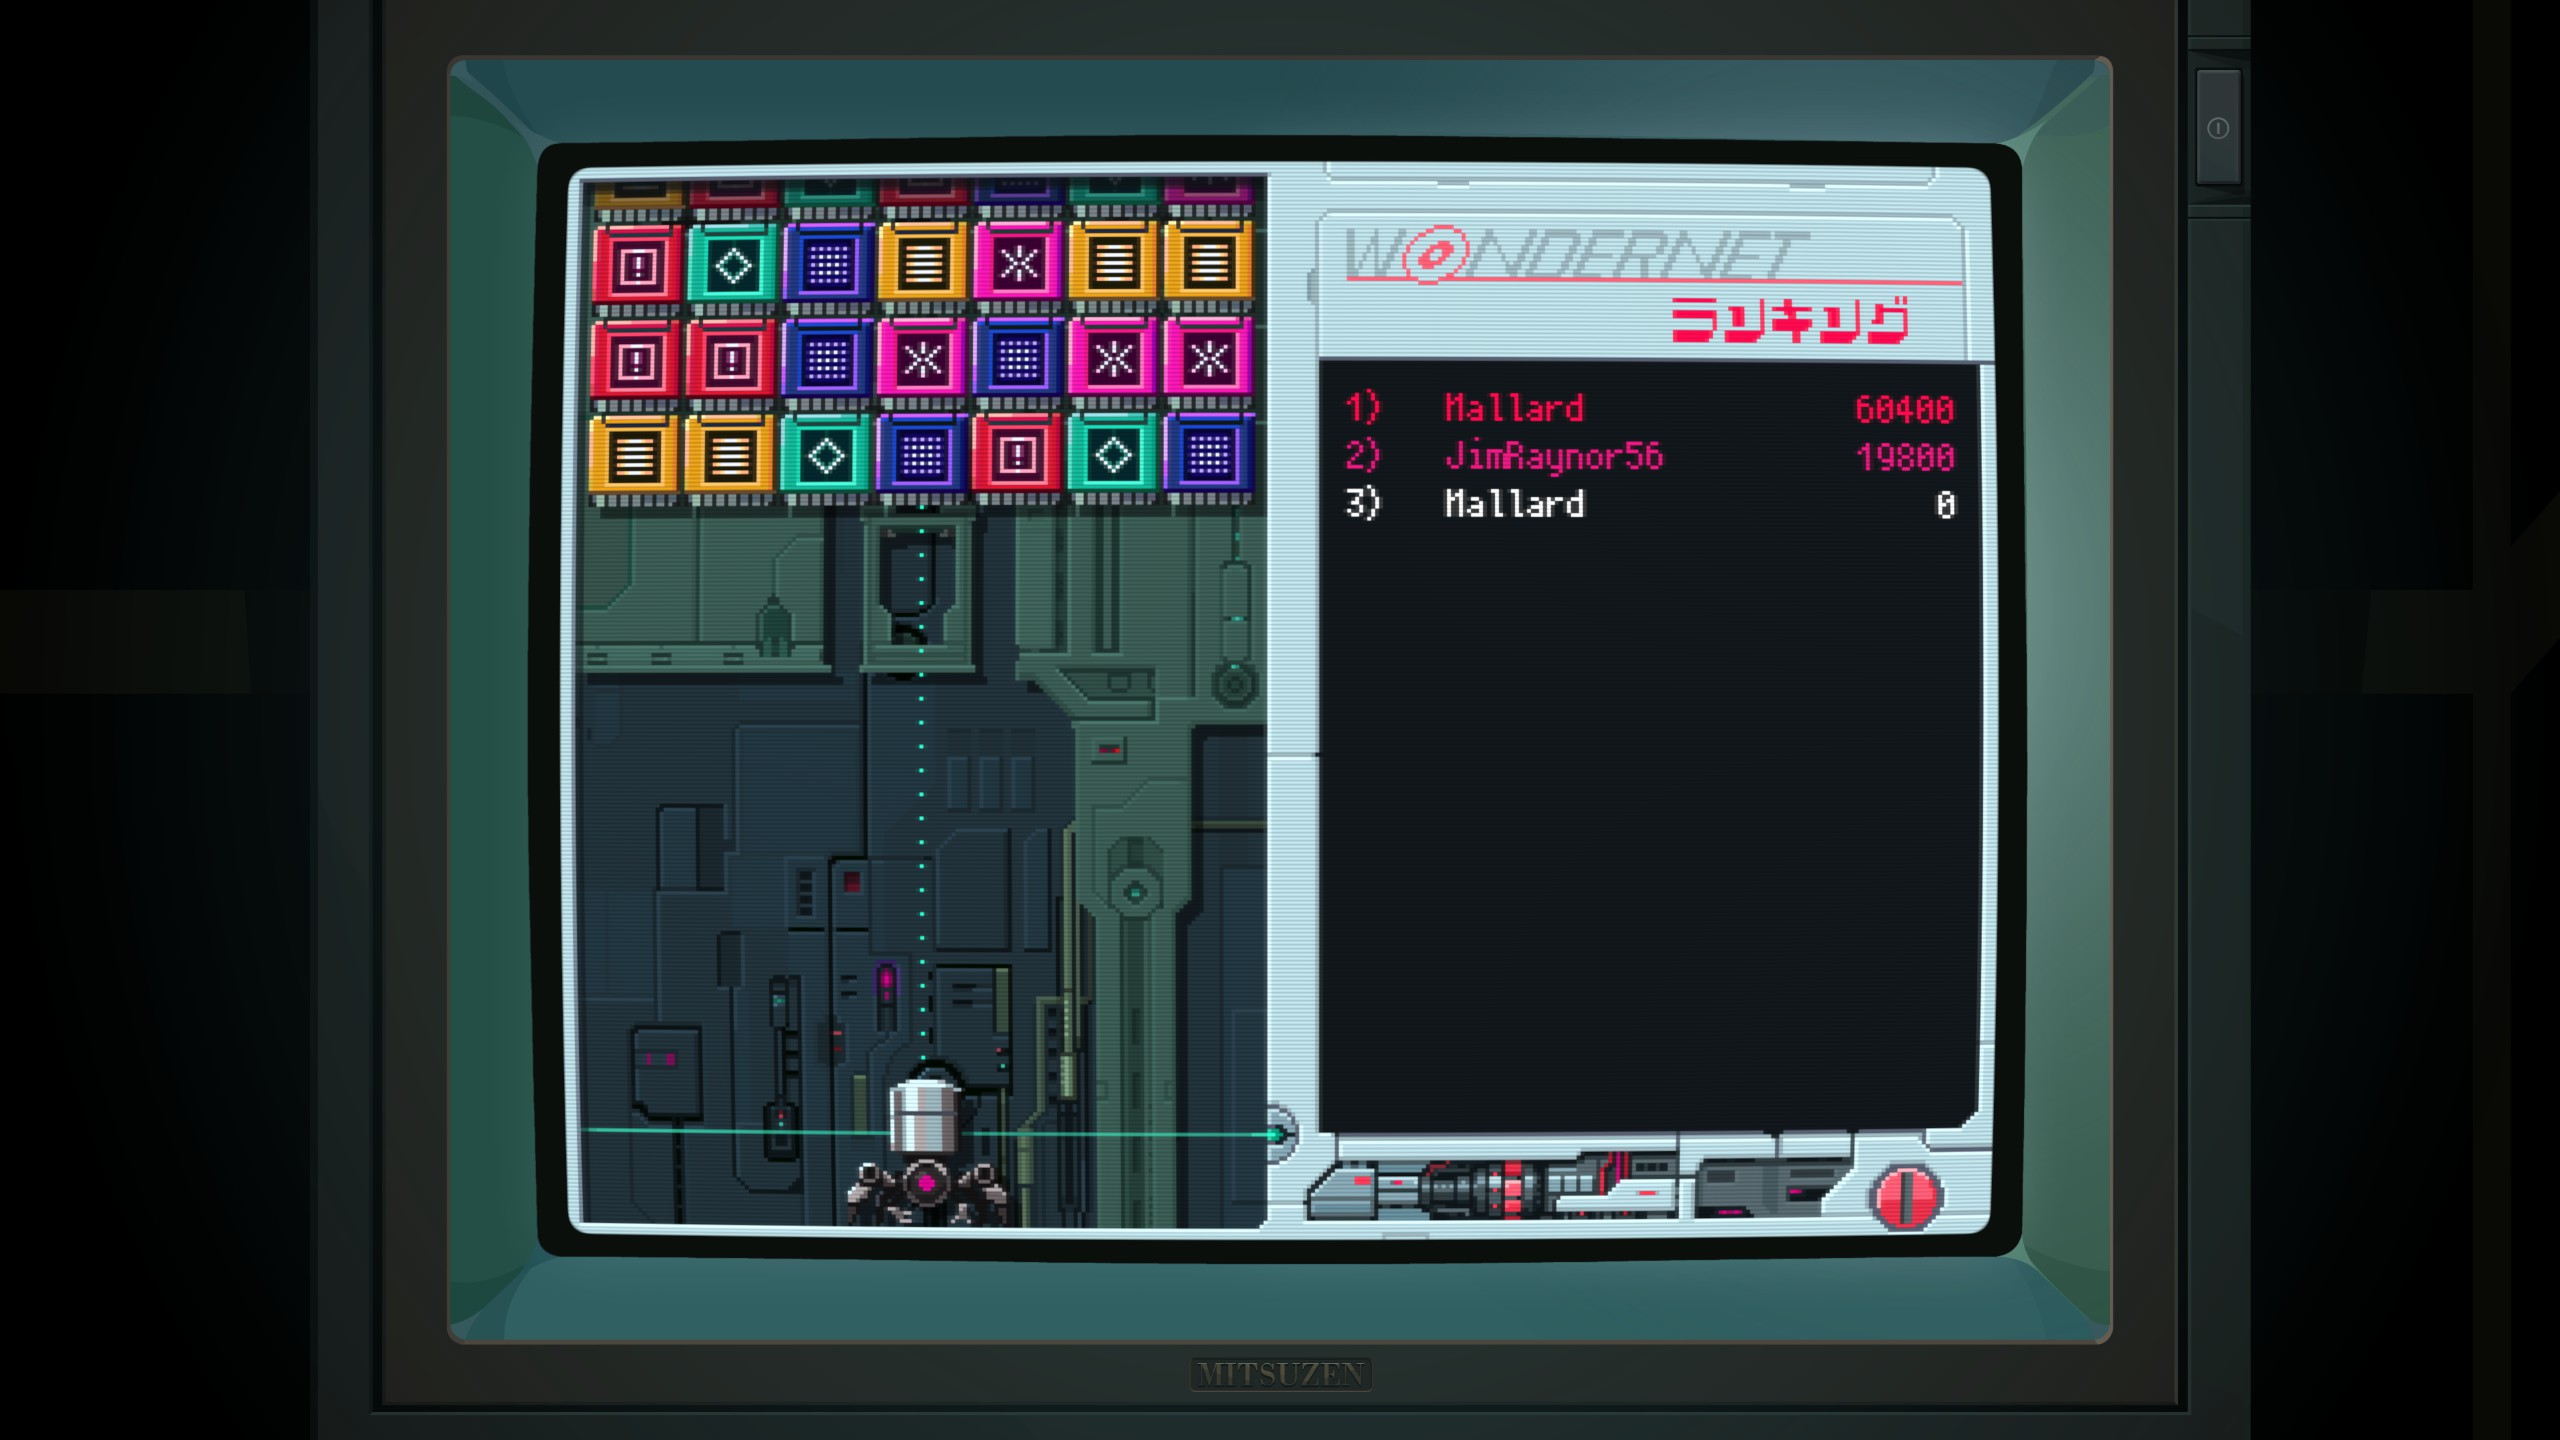 WONDERNET
ランキング
1) Mallard 60400
2) JimRaynor56 19800
3) Mallard 0
MITSUZEN